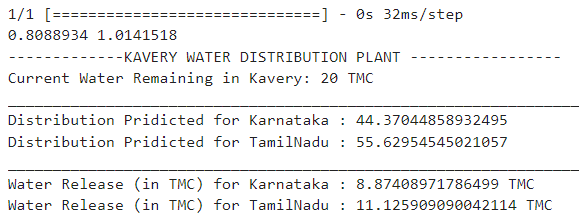 1/1 [==============================] - 0s 32ms/step
0.8088934 1.0141518
-------------KAVERY WATER DISTRIBUTION PLANT -----------------
Current Water Remaining in Kavery: 20 TMC
________________________________________________________________
Distribution Pridicted for Karnataka : 44.37044858932495
Distribution Pridicted for TamilNadu : 55.62954545021057
________________________________________________________________
Water Release (in TMC) for Karnataka : 8.87408971786499 TMC
Water Release (in TMC) for TamilNadu : 11.125909090042114 TMC